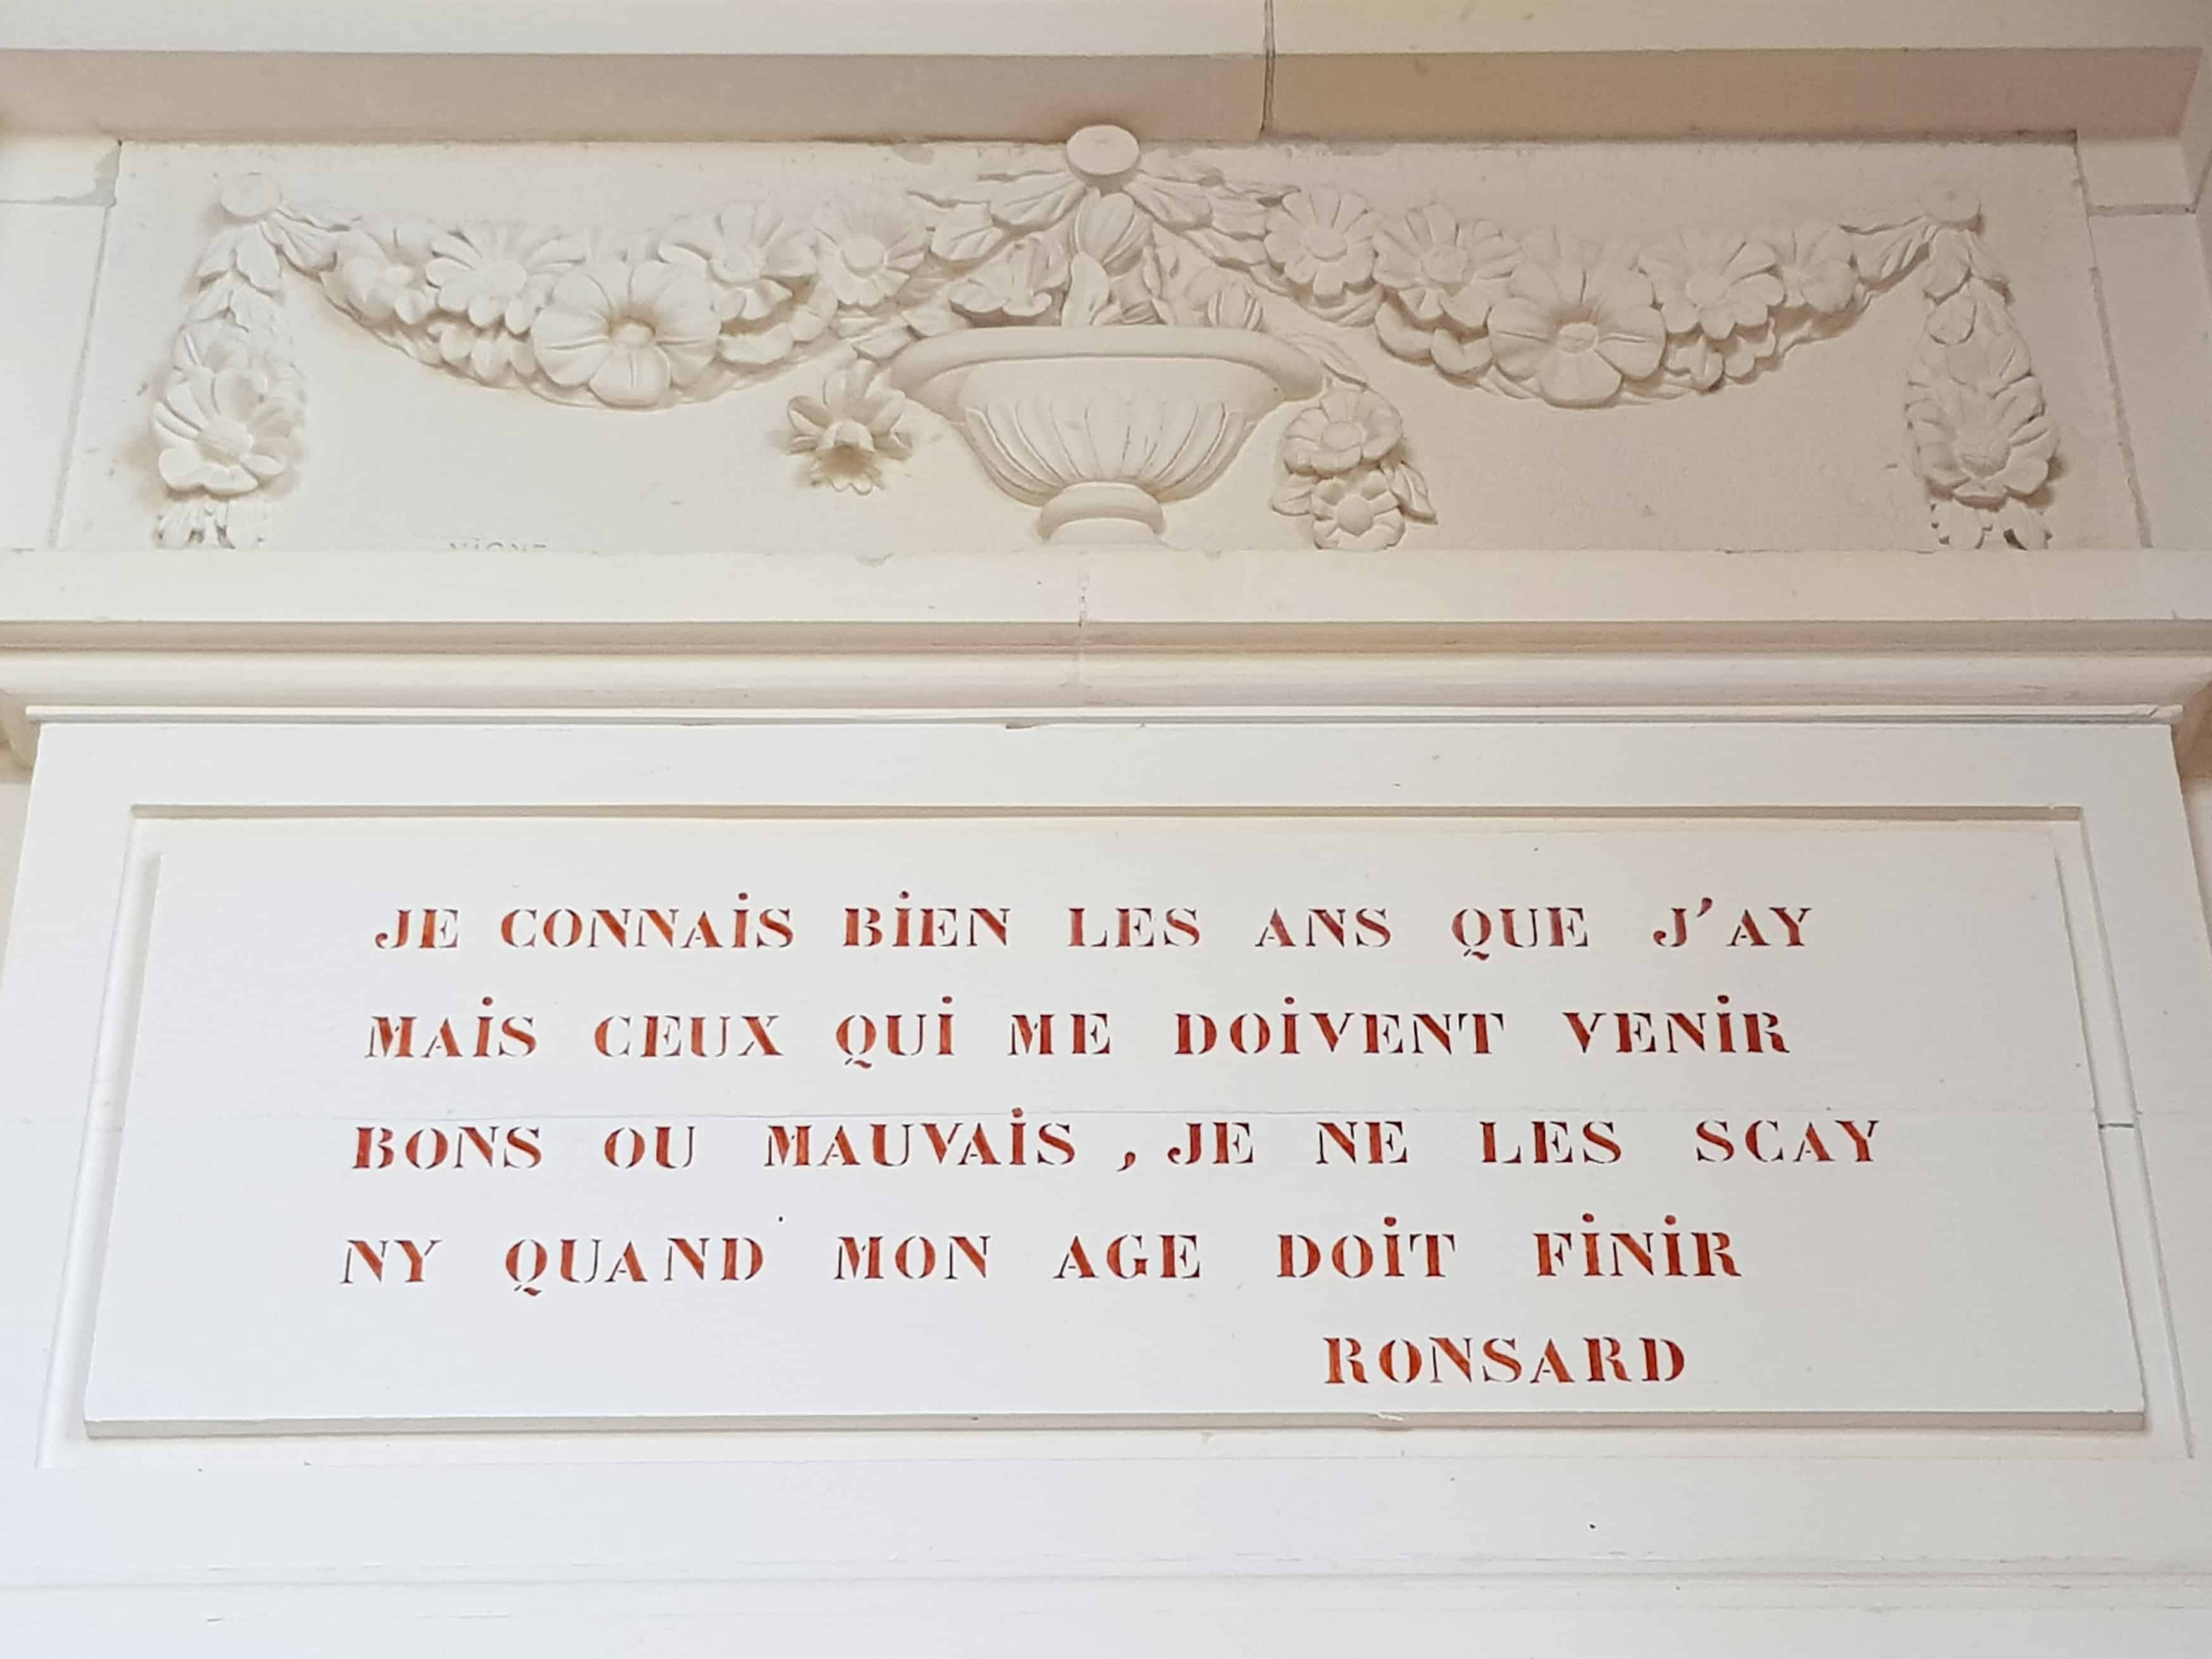 JE CONNAIS BIEN LES ANS QUE J'AY
MAIS CEUX QUI ME DOIVENT VENIR
BONS OU MAUVAIS , JE NE LES SCAY
NY QUAND MON AGE DOIT FINIR
RONSARD